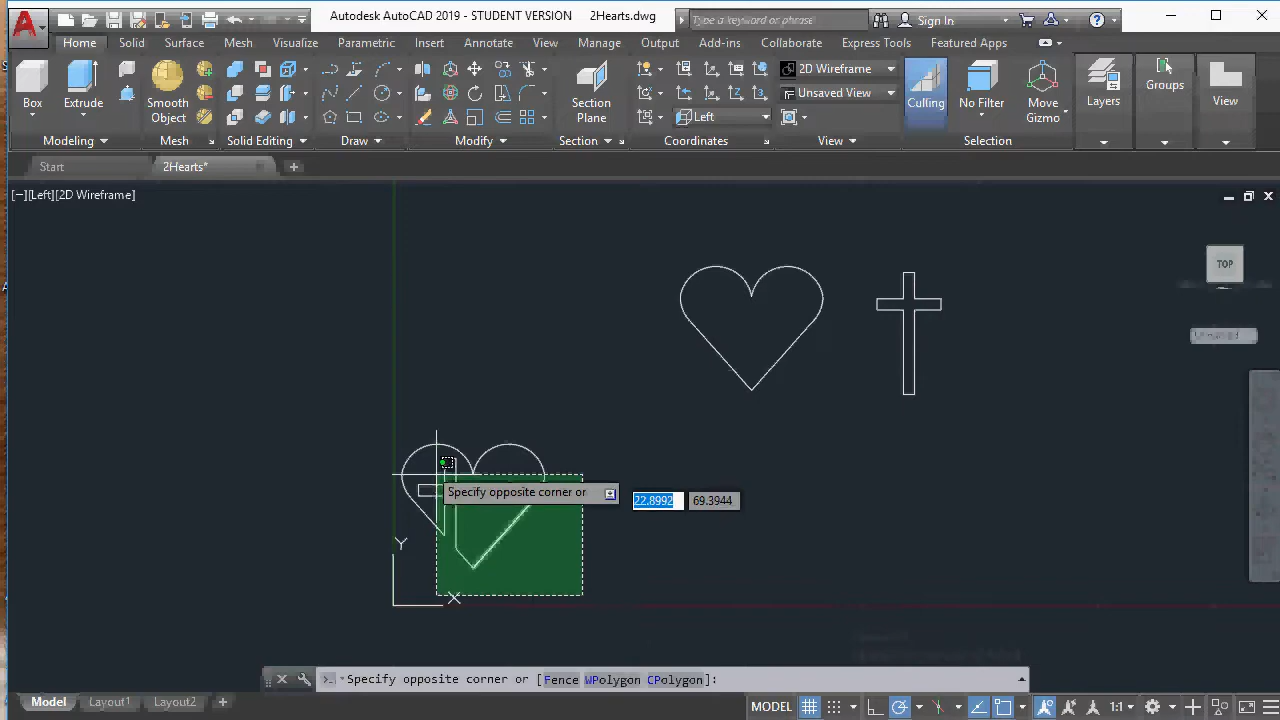 Autodesk AutoCAD 2019 - STUDENT VERSION 2Hearts.dwg Type a keyword or phrase Sign In
Home Solid Surface Mesh Visualize Parametric Insert Annotate View Manage Output Add-ins Collaborate Express Tools Featured Apps
2D Wireframe
Unsaved View
Left
Box Extrude Smooth Object Section Plane Culling No Filter Move Gizmo Layers Groups View
Modeling Mesh Solid Editing Draw Modify Section Coordinates View Selection
Start 2Hearts*
[−][Left][2D Wireframe]
TOP
Specify opposite corner or 22.8992 69.3944
Y
X
Specify opposite corner or [Fence WPolygon CPolygon]:
Model Layout1 Layout2 + MODEL 1:1